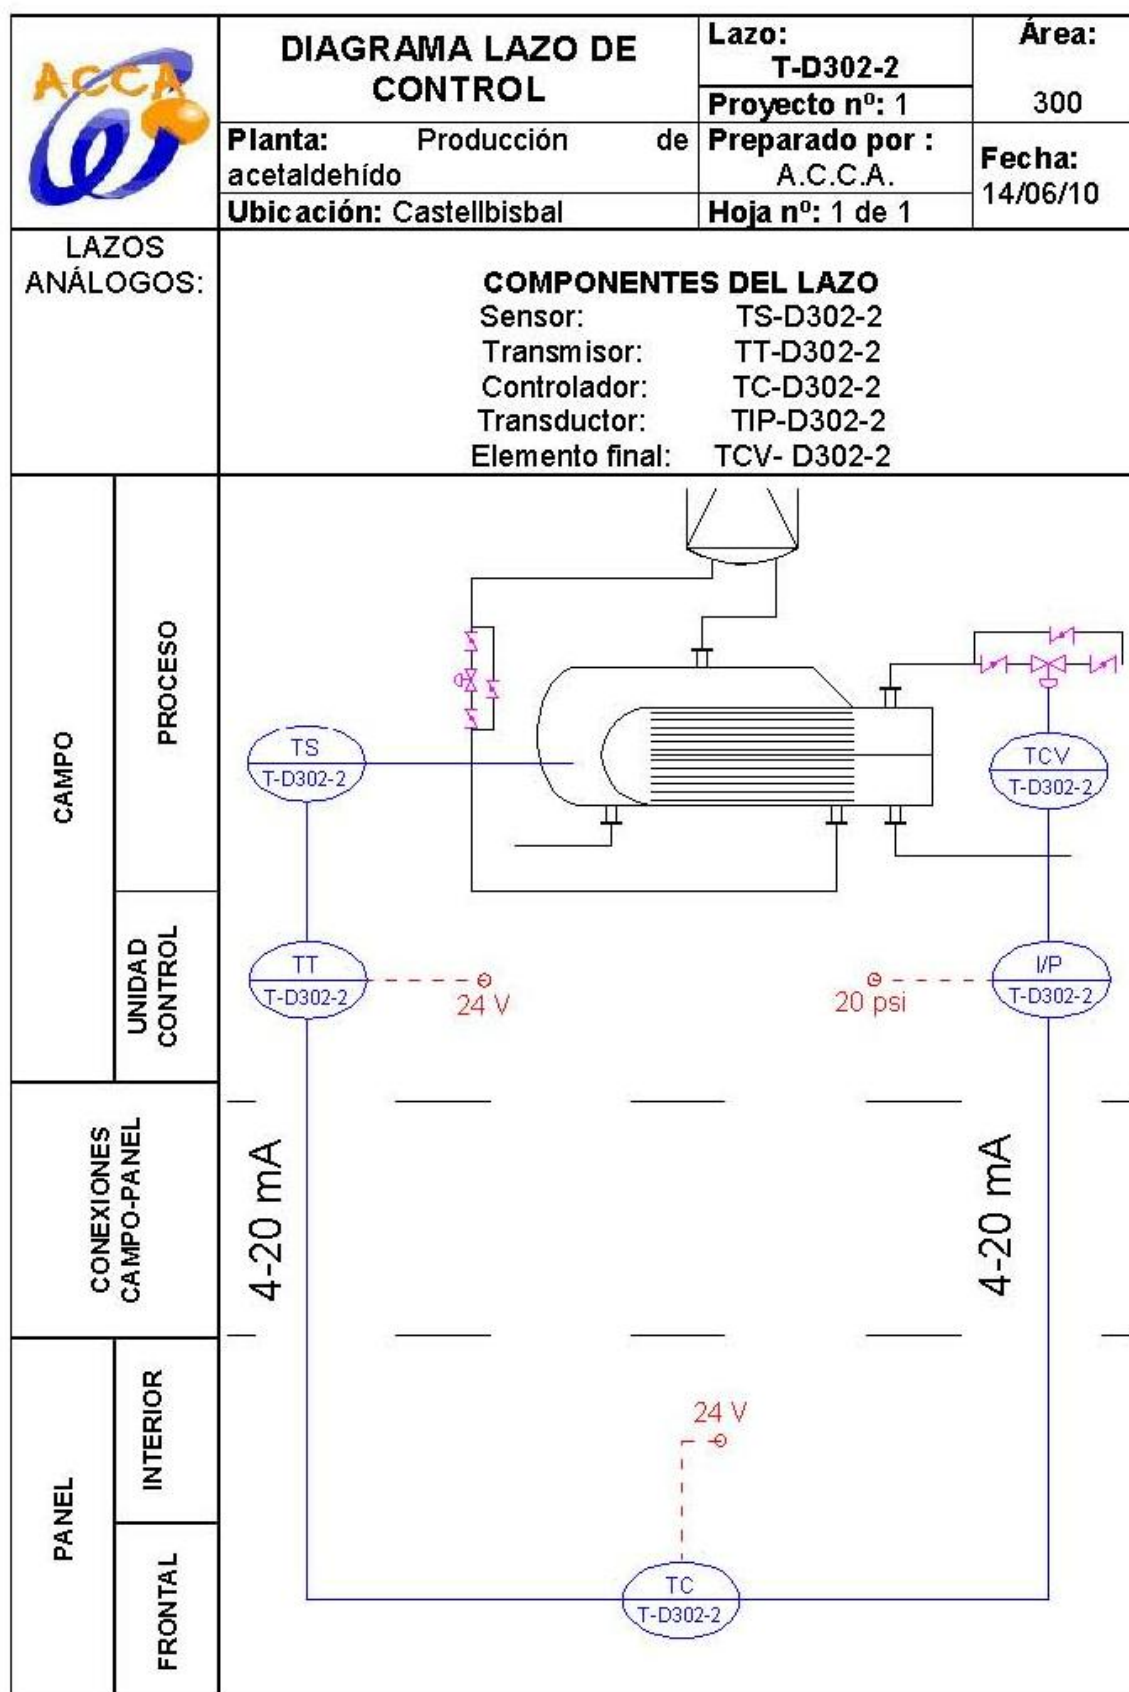 ACCA
DIAGRAMA LAZO DE
CONTROL
Lazo:
T-D302-2
Proyecto nº: 1
Área:
300
Planta: Producción de
acetaldehído
Preparado por :
A.C.C.A.
Fecha:
14/06/10
Ubicación: Castellbisbal
Hoja nº: 1 de 1
LAZOS
ANÁLOGOS:
COMPONENTES DEL LAZO
Sensor: TS-D302-2
Transmisor: TT-D302-2
Controlador: TC-D302-2
Transductor: TIP-D302-2
Elemento final: TCV- D302-2
CAMPO
PROCESO
TS
T-D302-2
TCV
T-D302-2
UNIDAD
CONTROL
TT
T-D302-2
24 V
20 psi
I/P
T-D302-2
CONEXIONES
CAMPO-PANEL
4-20 mA
4-20 mA
PANEL
INTERIOR
24 V
FRONTAL
TC
T-D302-2